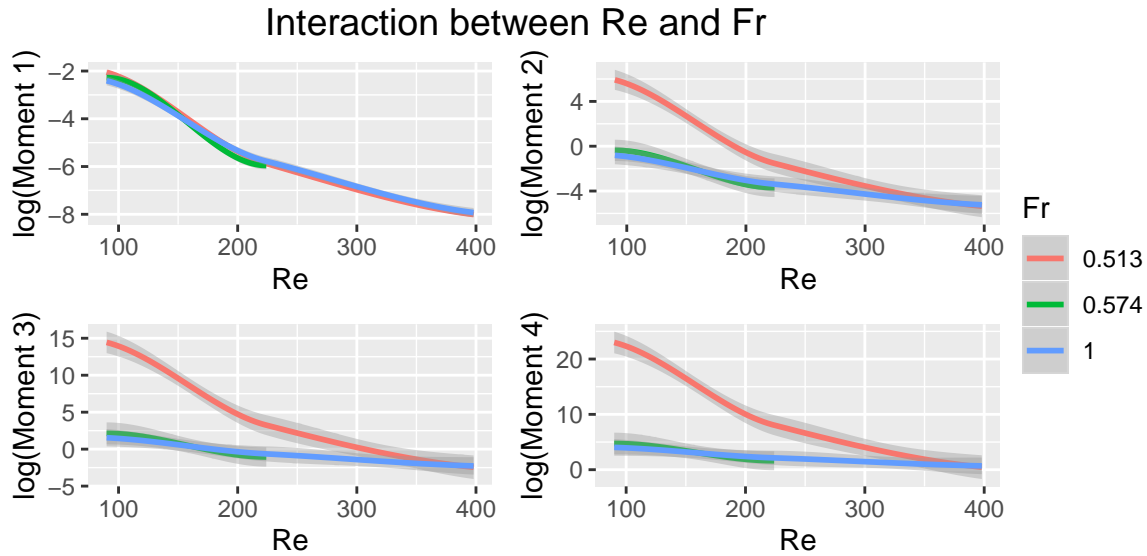 Interaction between Re and Fr
log(Moment 1)
−2
−4
−6
−8
100 200 300 400
Re
log(Moment 2)
4
0
−4
100 200 300 400
Re
log(Moment 3)
15
10
5
0
−5
100 200 300 400
Re
log(Moment 4)
20
10
0
100 200 300 400
Re
Fr
0.513
0.574
1